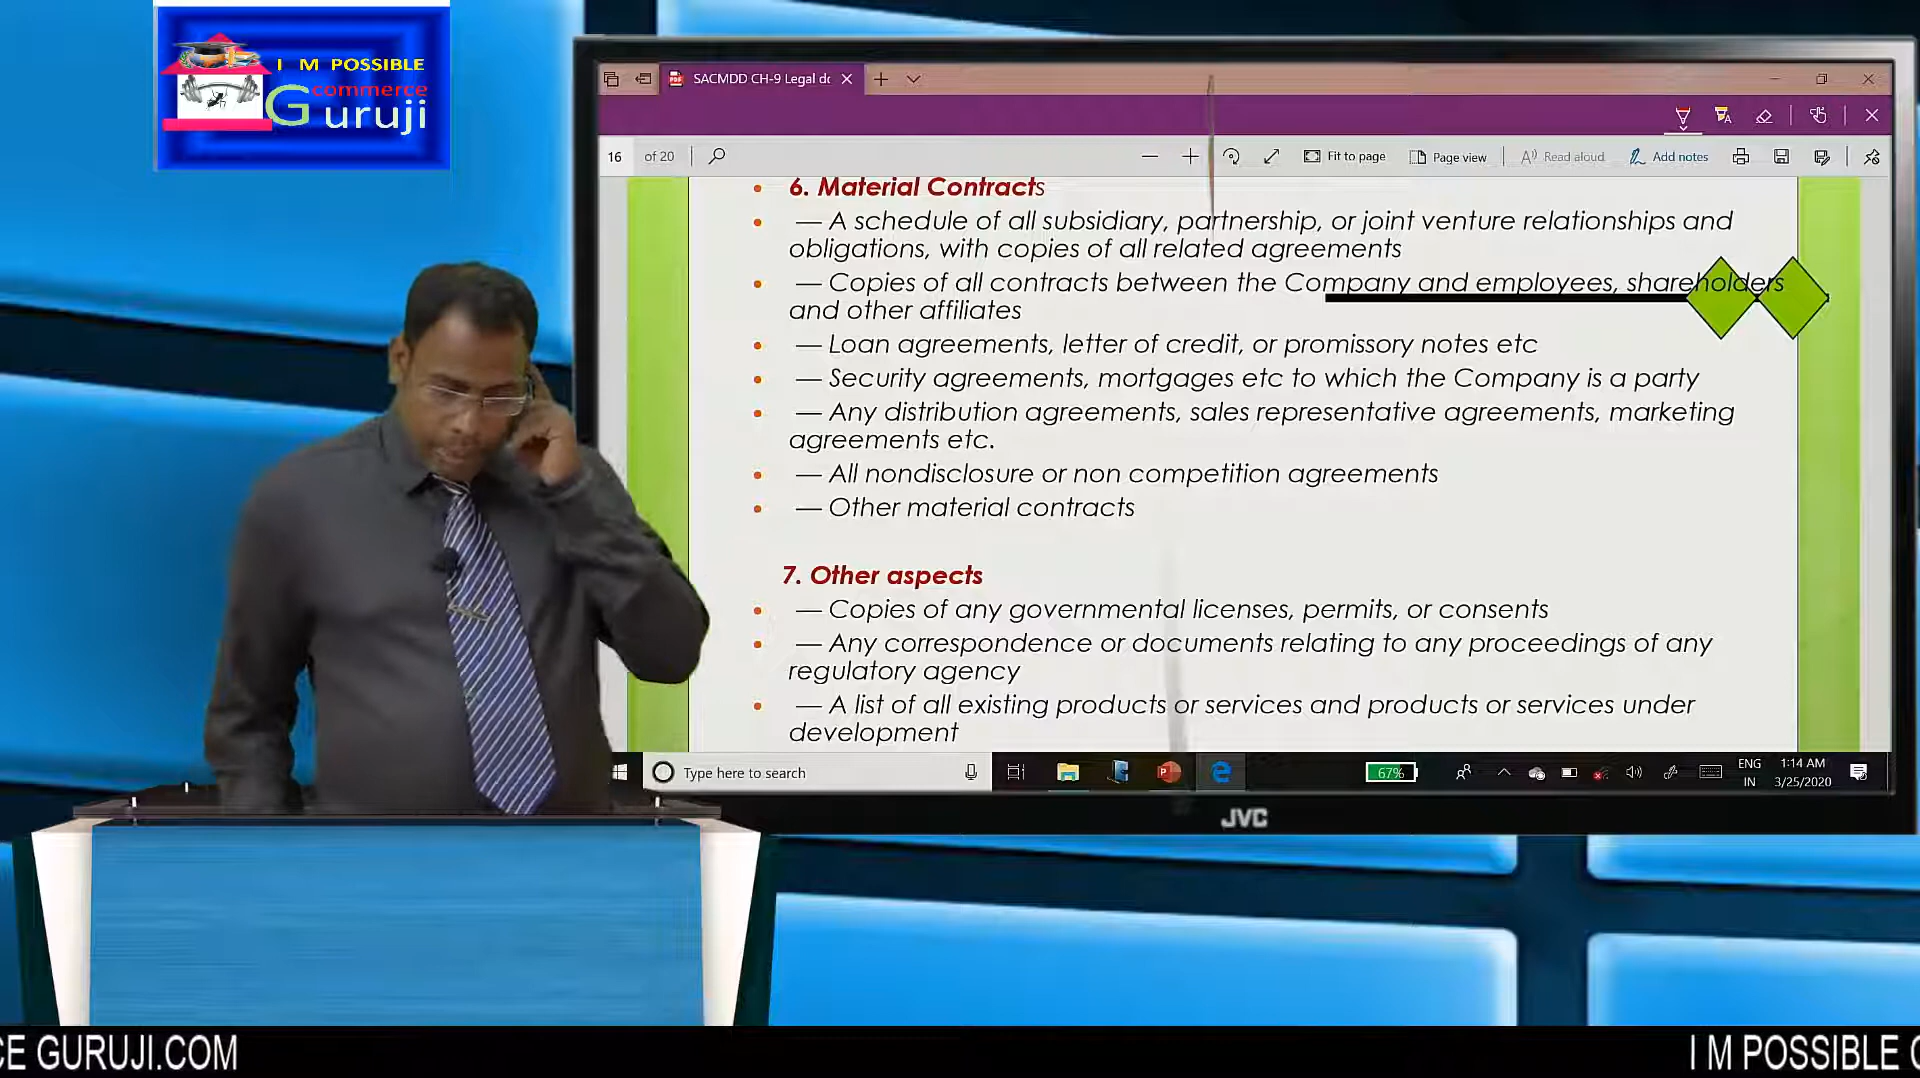 I M POSSIBLE
commerce
Guruji
SACMDD CH-9 Legal dc
16 of 20
Fit to page
Page view
Read aloud
Add notes
6. Material Contracts
— A schedule of all subsidiary, partnership, or joint venture relationships and
obligations, with copies of all related agreements
— Copies of all contracts between the Company and employees, shareholders
and other affiliates
— Loan agreements, letter of credit, or promissory notes etc
— Security agreements, mortgages etc to which the Company is a party
— Any distribution agreements, sales representative agreements, marketing
agreements etc.
— All nondisclosure or non competition agreements
— Other material contracts
7. Other aspects
— Copies of any governmental licenses, permits, or consents
— Any correspondence or documents relating to any proceedings of any
regulatory agency
— A list of all existing products or services and products or services under
development
Type here to search
67%
ENG
IN
1:14 AM
3/25/2020
JVC
CE GURUJI.COM
I M POSSIBLE C